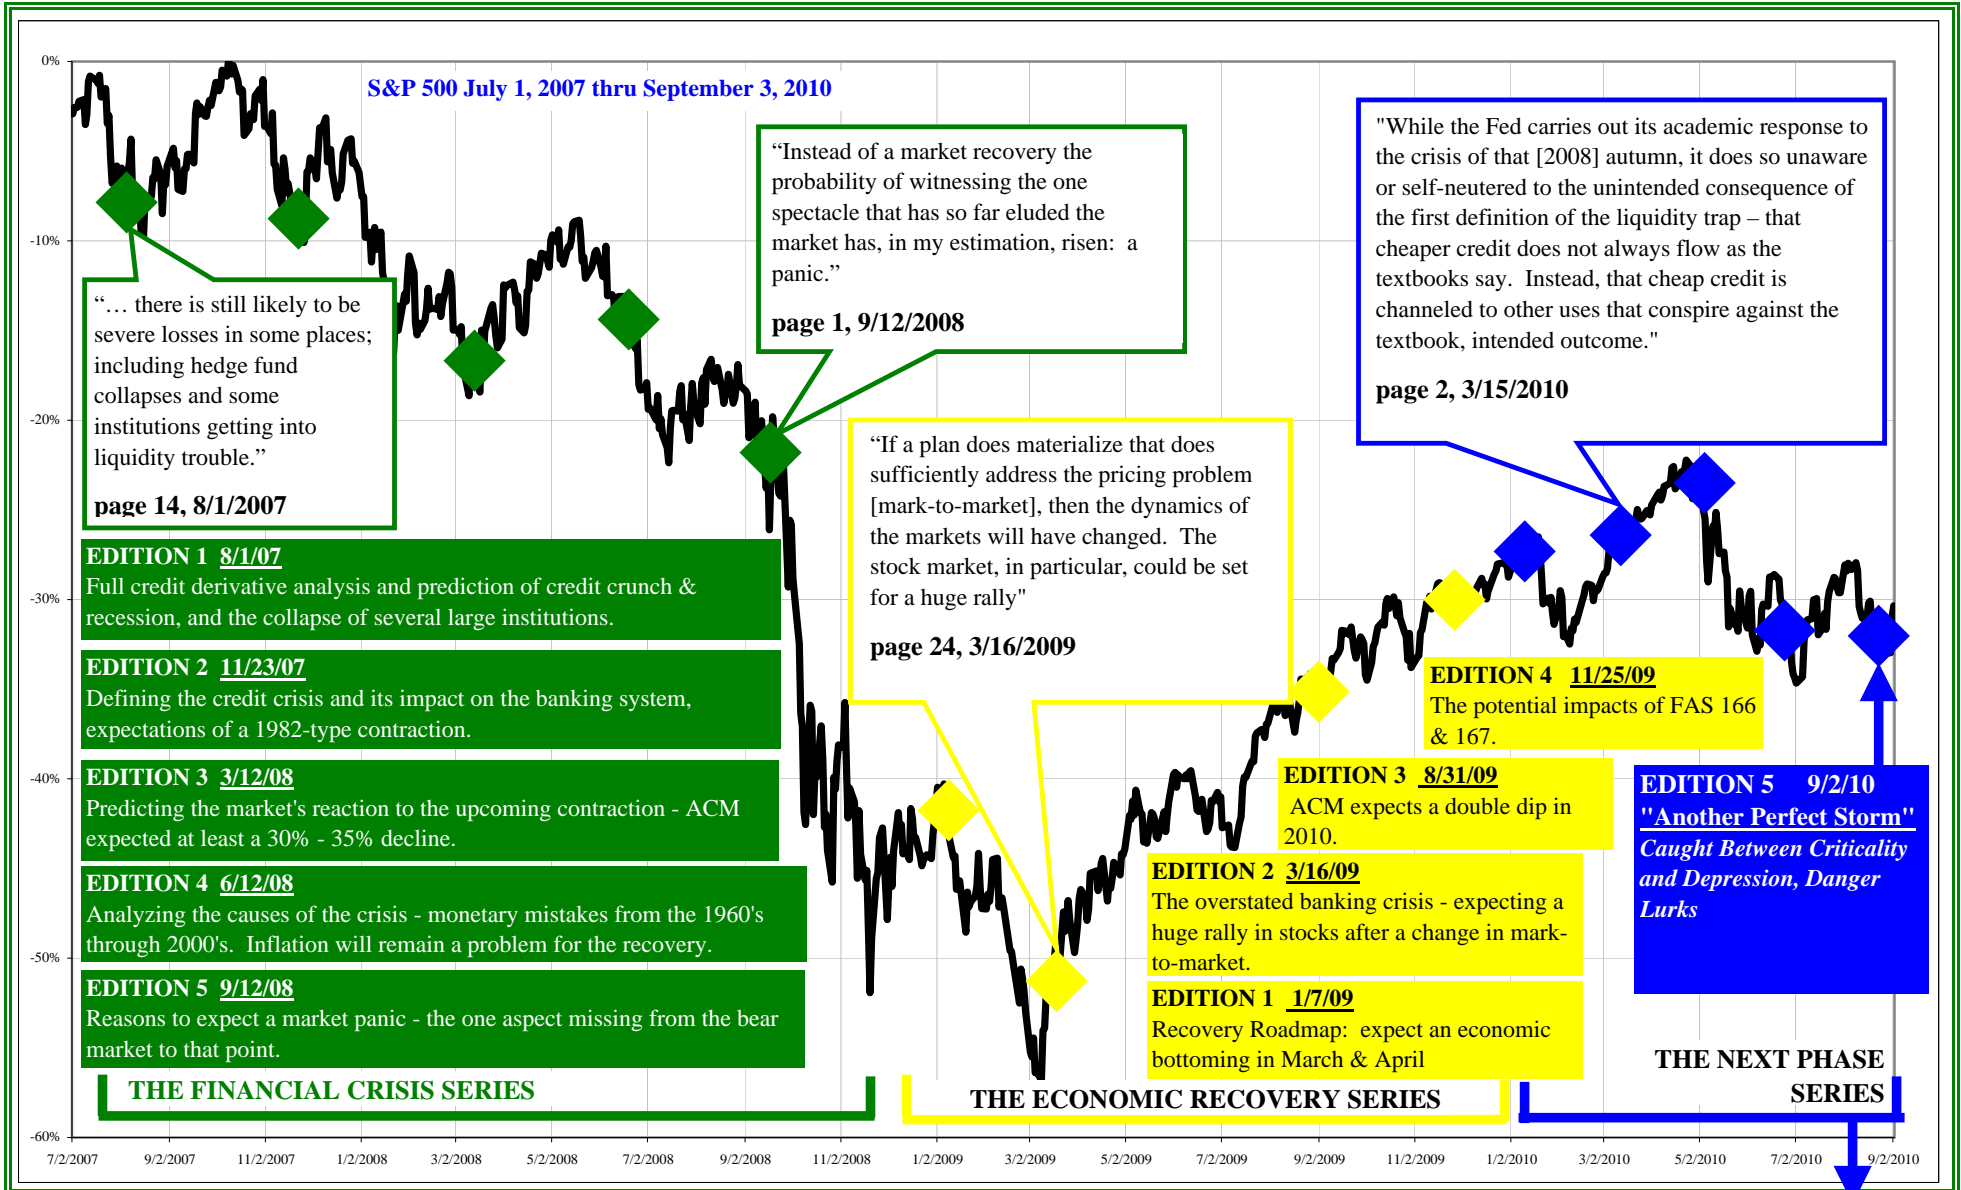 S&P 500 July 1, 2007 thru September 3, 2010
0%
-10%
-20%
-30%
-40%
-50%
-60%
“… there is still likely to be
severe losses in some places;
including hedge fund
collapses and some
institutions getting into
liquidity trouble.”
page 14, 8/1/2007
“Instead of a market recovery the
probability of witnessing the one
spectacle that has so far eluded the
market has, in my estimation, risen:  a
panic.”
page 1, 9/12/2008
“If a plan does materialize that does
sufficiently address the pricing problem
[mark-to-market], then the dynamics of
the markets will have changed.  The
stock market, in particular, could be set
for a huge rally"
page 24, 3/16/2009
"While the Fed carries out its academic response to
the crisis of that [2008] autumn, it does so unaware
or self-neutered to the unintended consequence of
the first definition of the liquidity trap – that
cheaper credit does not always flow as the
textbooks say.  Instead, that cheap credit is
channeled to other uses that conspire against the
textbook, intended outcome."
page 2, 3/15/2010
EDITION 1  8/1/07
Full credit derivative analysis and prediction of credit crunch &
recession, and the collapse of several large institutions.
EDITION 2  11/23/07
Defining the credit crisis and its impact on the banking system,
expectations of a 1982-type contraction.
EDITION 3  3/12/08
Predicting the market's reaction to the upcoming contraction - ACM
expected at least a 30% - 35% decline.
EDITION 4  6/12/08
Analyzing the causes of the crisis - monetary mistakes from the 1960's
through 2000's.  Inflation will remain a problem for the recovery.
EDITION 5  9/12/08
Reasons to expect a market panic - the one aspect missing from the bear
market to that point.
THE FINANCIAL CRISIS SERIES
EDITION 4   11/25/09
The potential impacts of FAS 166
& 167.
EDITION 3   8/31/09
ACM expects a double dip in
2010.
EDITION 2  3/16/09
The overstated banking crisis - expecting a
huge rally in stocks after a change in mark-
to-market.
EDITION 1   1/7/09
Recovery Roadmap:  expect an economic
bottoming in March & April
THE ECONOMIC RECOVERY SERIES
EDITION 5     9/2/10
"Another Perfect Storm"
Caught Between Criticality
and Depression, Danger
Lurks
THE NEXT PHASE
SERIES
7/2/2007 9/2/2007 11/2/2007 1/2/2008 3/2/2008 5/2/2008 7/2/2008 9/2/2008 11/2/2008 1/2/2009 3/2/2009 5/2/2009 7/2/2009 9/2/2009 11/2/2009 1/2/2010 3/2/2010 5/2/2010 7/2/2010 9/2/2010